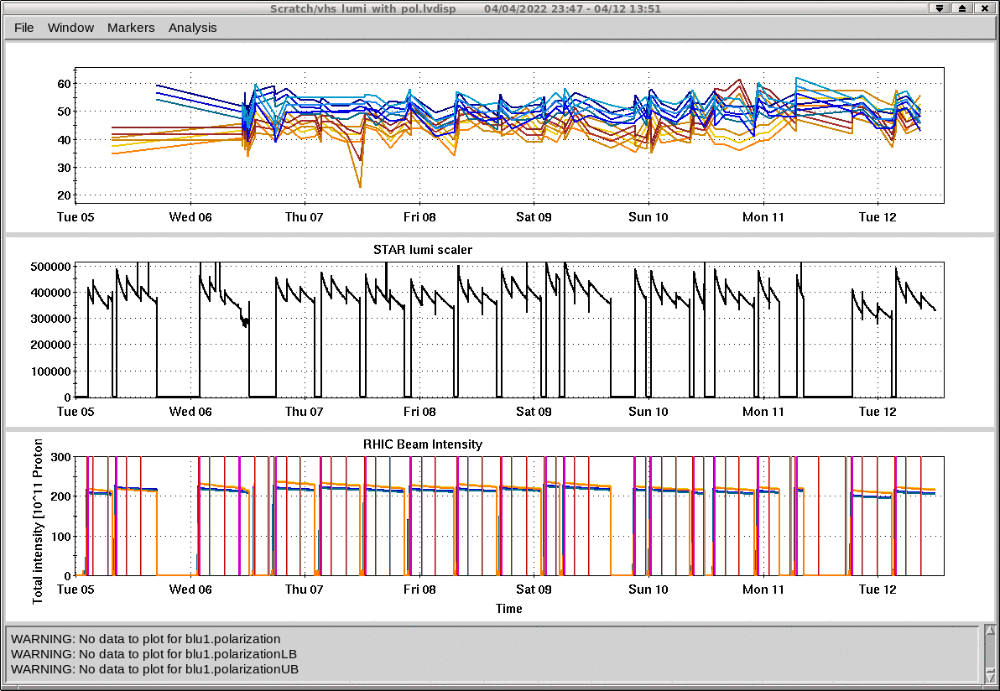 Scratch/vhs_lumi_with_pol.lvdisp 04/04/2022 23:47 - 04/12 13:51
File Window Markers Analysis
60
50
40
30
20
Tue 05 Wed 06 Thu 07 Fri 08 Sat 09 Sun 10 Mon 11 Tue 12
STAR lumi scaler
500000
400000
300000
200000
100000
0
Tue 05 Wed 06 Thu 07 Fri 08 Sat 09 Sun 10 Mon 11 Tue 12
RHIC Beam Intensity
Total intensity [10^11 Proton
300
200
100
0
Tue 05 Wed 06 Thu 07 Fri 08 Sat 09 Sun 10 Mon 11 Tue 12
Time
WARNING: No data to plot for blu1.polarization
WARNING: No data to plot for blu1.polarizationLB
WARNING: No data to plot for blu1.polarizationUB